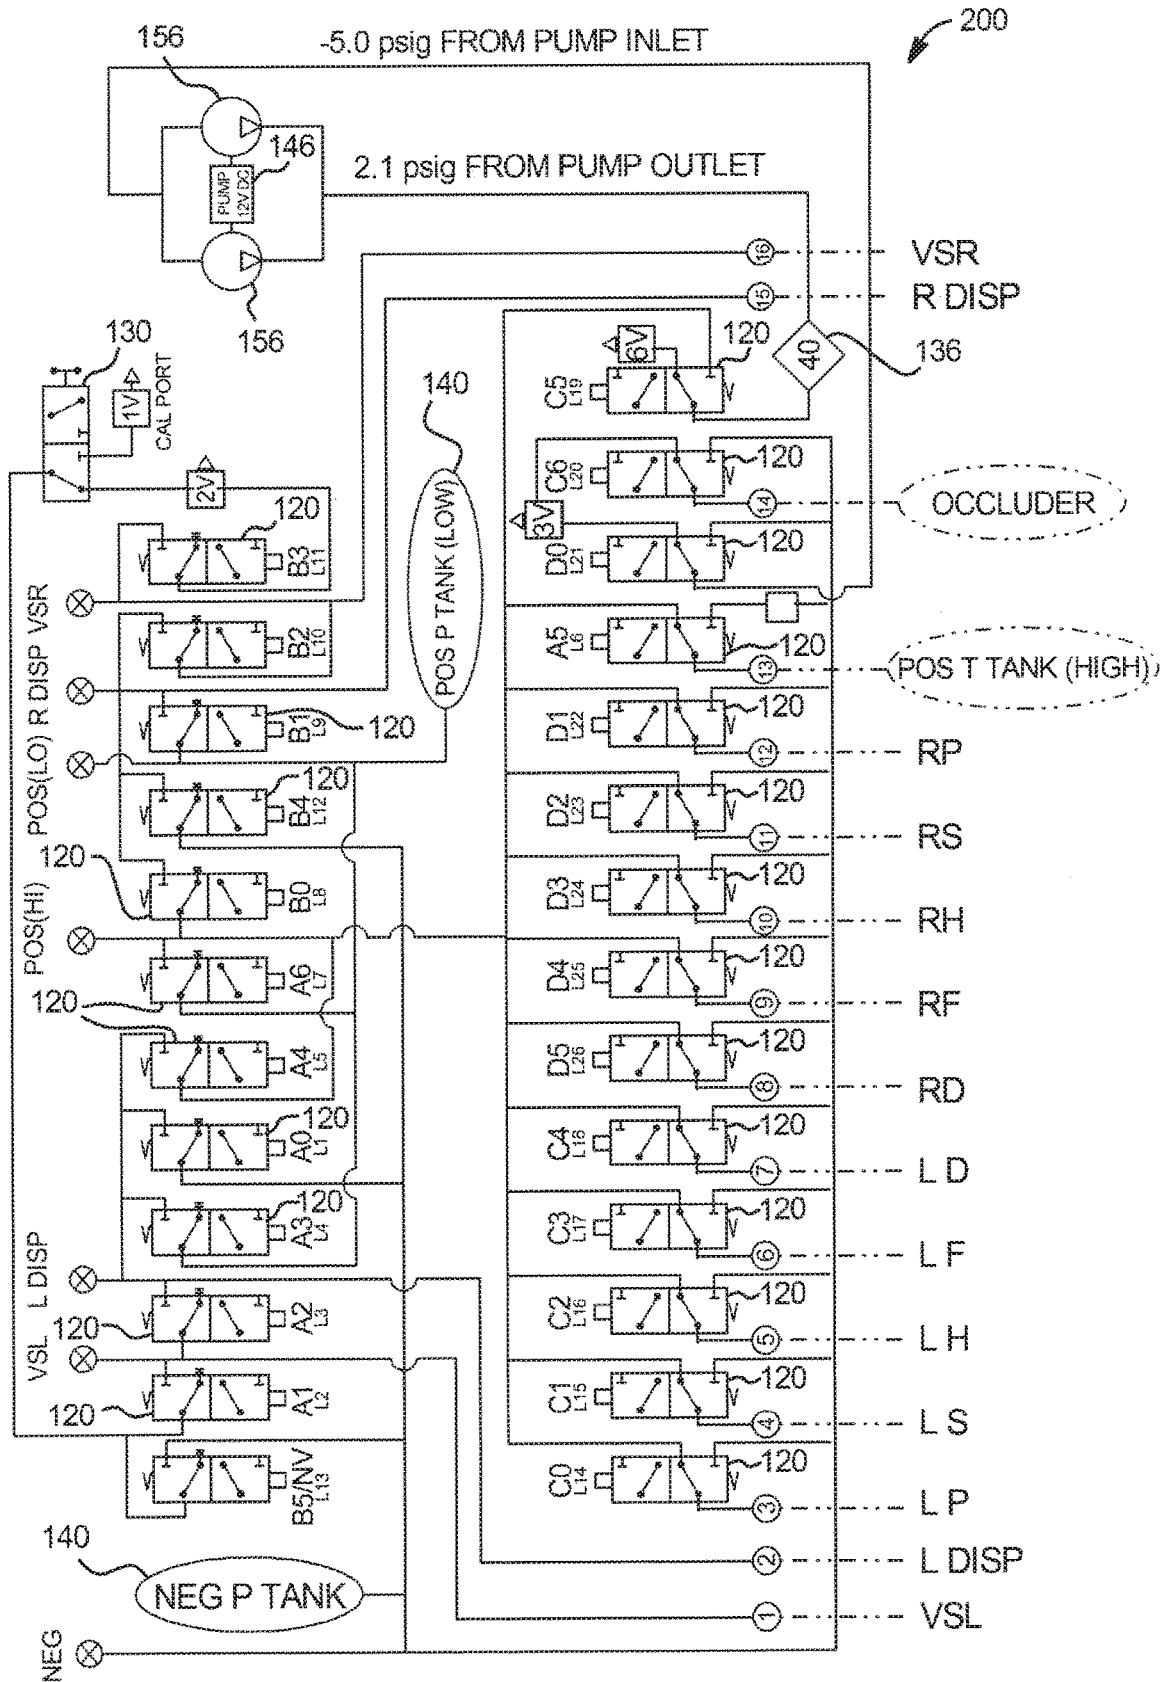 200
156
-5.0 psig FROM PUMP INLET
146
PUMP
12V DC
2.1 psig FROM PUMP OUTLET
156
16
VSR
15
R DISP
130
1V
CAL PORT
2V
140
POS P TANK (LOW)
C5
L19
6V
120
40
136
C6
L20
120
14
OCCLUDER
3V
D0
L21
120
A5
L6
120
13
POS T TANK (HIGH)
D1
L22
120
12
RP
D2
L23
120
11
RS
D3
L24
120
10
RH
D4
L25
120
9
RF
D5
L26
120
8
RD
C4
L18
120
7
L D
C3
L17
120
6
L F
C2
L16
120
5
L H
C1
L15
120
4
L S
C0
L14
120
3
L P
2
L DISP
1
VSL
VSR
R DISP
POS(LO)
POS(HI)
L DISP
VSL
NEG
120
B3
L11
B2
L10
B1
L9
120
120
B4
L12
120
B0
L8
A6
L7
120
A4
L5
120
A0
L1
120
A3
L4
120
A2
L3
120
A1
L2
B5/NV
L13
140
NEG P TANK